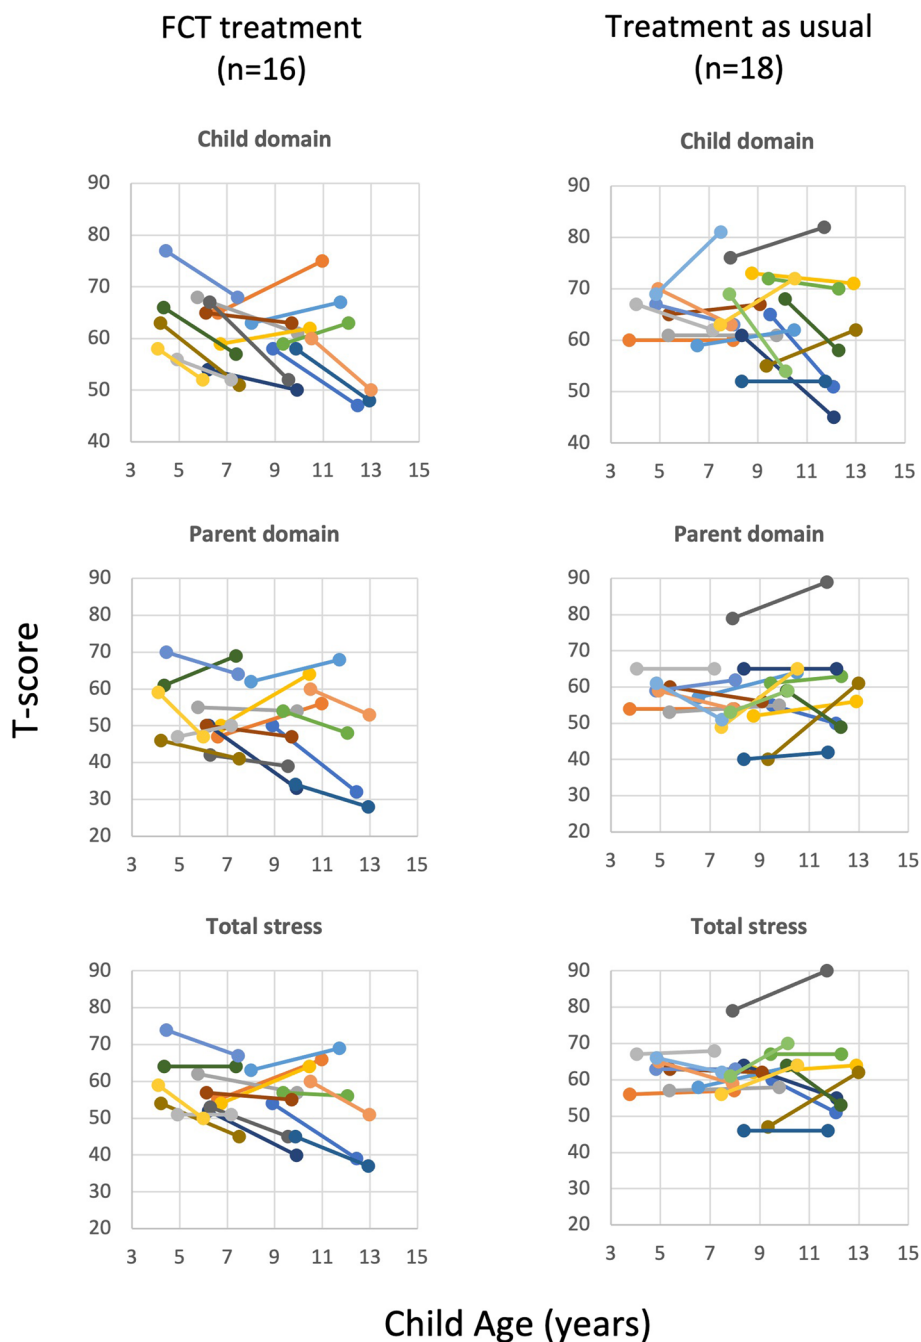 FCT treatment
(n=16)
Treatment as usual
(n=18)
Child domain
Child domain
90
80
70
60
50
40
3 5 7 9 11 13 15
90
80
70
60
50
40
3 5 7 9 11 13 15
Parent domain
Parent domain
T-score
90
80
70
60
50
40
30
20
3 5 7 9 11 13 15
90
80
70
60
50
40
30
20
3 5 7 9 11 13 15
Total stress
Total stress
90
80
70
60
50
40
30
20
3 5 7 9 11 13 15
90
80
70
60
50
40
30
20
3 5 7 9 11 13 15
Child Age (years)